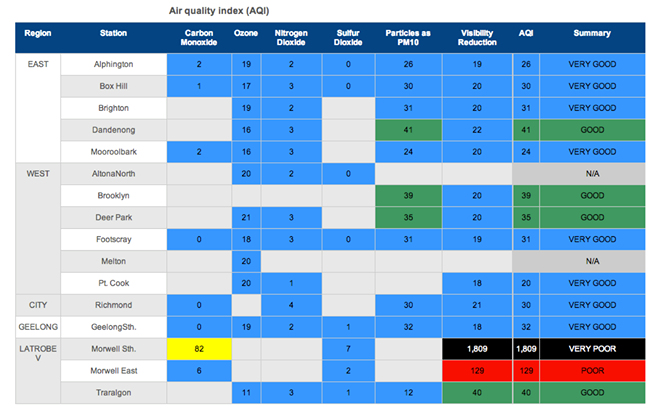 Air quality index (AQI)
Region Station Carbon Monoxide Ozone Nitrogen Dioxide Sulfur Dioxide Particles as PM10 Visibility Reduction AQI Summary
EAST Alphington 2 19 2 0 26 19 26 VERY GOOD
Box Hill 1 17 3 0 30 20 30 VERY GOOD
Brighton 19 2 31 20 31 VERY GOOD
Dandenong 16 3 41 22 41 GOOD
Mooroolbark 2 16 3 24 20 24 VERY GOOD
WEST AltonaNorth 20 2 0 N/A
Brooklyn 39 20 39 GOOD
Deer Park 21 3 35 20 35 GOOD
Footscray 0 18 3 0 31 19 31 VERY GOOD
Melton 20 N/A
Pt. Cook 20 1 18 20 VERY GOOD
CITY Richmond 0 4 30 21 30 VERY GOOD
GEELONG GeelongSth. 0 19 2 1 32 18 32 VERY GOOD
LATROBE V Morwell Sth. 82 7 1,809 1,809 VERY POOR
Morwell East 6 2 129 129 POOR
Traralgon 11 3 1 12 40 40 GOOD